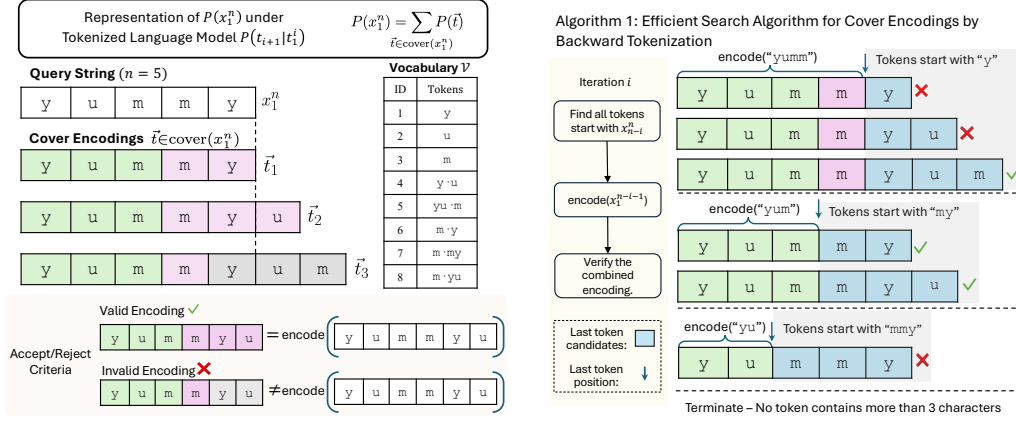 Representation of P(x₁ⁿ) under
Tokenized Language Model P(tᵢ₊₁|t₁ⁱ)
P(x₁ⁿ) = ∑ P(t⃗)
t⃗∈cover(x₁ⁿ)
Query String (n = 5)
y u m m y x₁ⁿ
Cover Encodings t⃗∈cover(x₁ⁿ)
y u m m y t⃗₁
y u m m y u t⃗₂
y u m m y u m t⃗₃
Vocabulary 𝒱
ID Tokens
1 y
2 u
3 m
4 y·u
5 yu·m
6 m·y
7 m·my
8 m·yu
Accept/Reject
Criteria
Valid Encoding ✓
y u m m y u = encode ( y u m m y u )
Invalid Encoding ✗
y u m m y u ≠ encode ( y u m m y u )
Algorithm 1: Efficient Search Algorithm for Cover Encodings by
Backward Tokenization
Iteration i
Find all tokens
start with xⁿₙ₋ᵢ
encode(x₁ⁿ⁻ⁱ⁻¹)
Verify the
combined
encoding.
Last token
candidates:
Last token
position: ↓
encode("yumm") Tokens start with "y"
y u m m y ✗
y u m m y u ✗
y u m m y u m ✓
encode("yum") Tokens start with "my"
y u m m y ✓
y u m m y u ✓
encode("yu") Tokens start with "mmy"
y u m m y ✗
Terminate – No token contains more than 3 characters